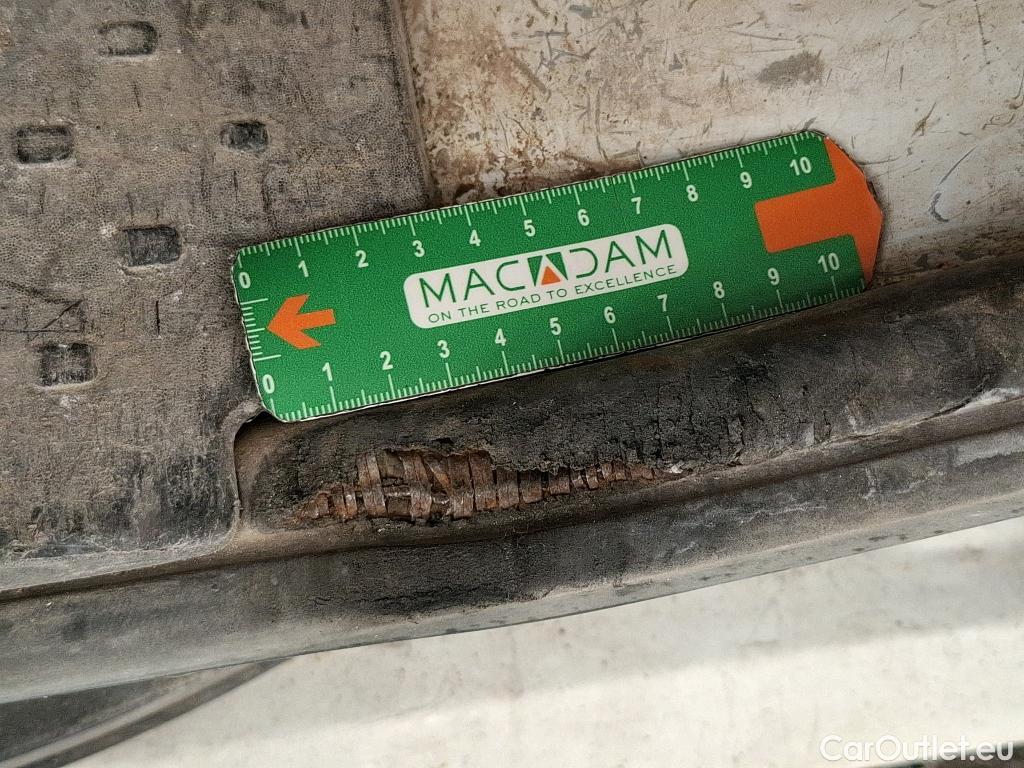 0 1 2 3 4 5 6 7 8 9 10
MACADAM
ON THE ROAD TO EXCELLENCE
0 1 2 3 4 5 6 7 8 9 10
CarOutlet.eu